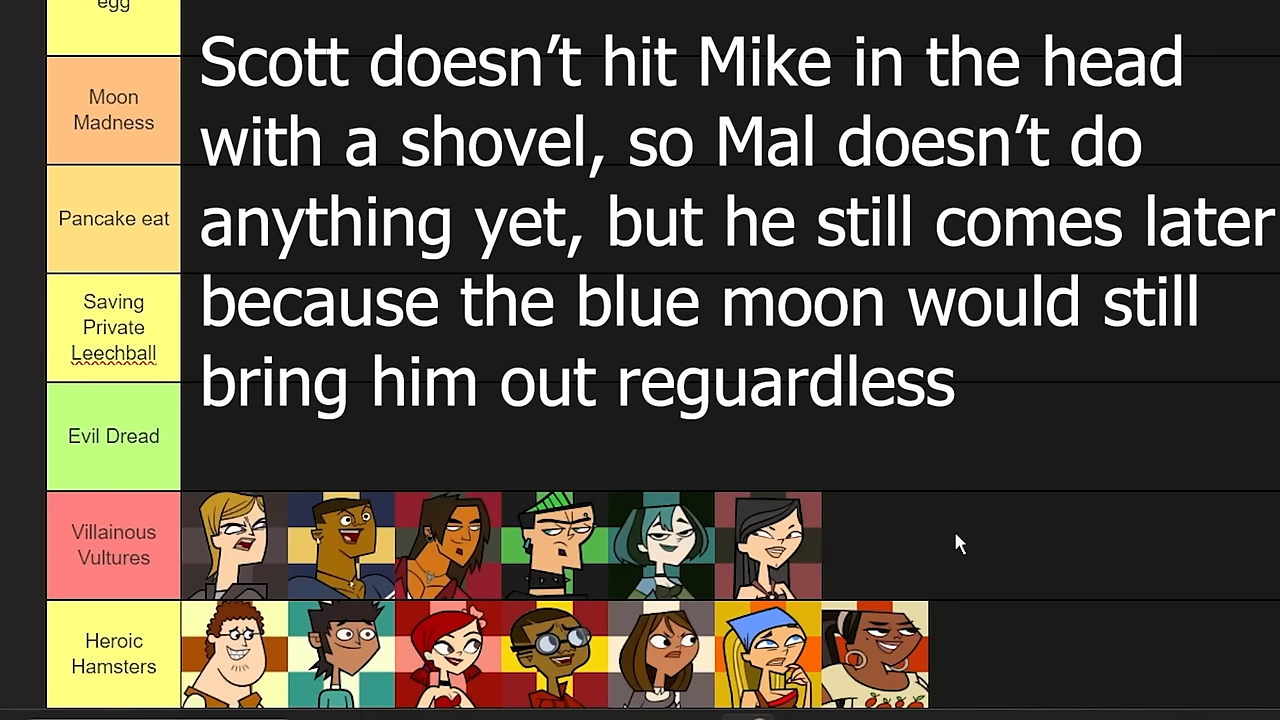 egg
Scott doesn’t hit Mike in the head
with a shovel, so Mal doesn’t do
anything yet, but he still comes later
because the blue moon would still
bring him out reguardless
Moon
Madness
Pancake eat
Saving
Private
Leechball
Evil Dread
Villainous
Vultures
Heroic
Hamsters